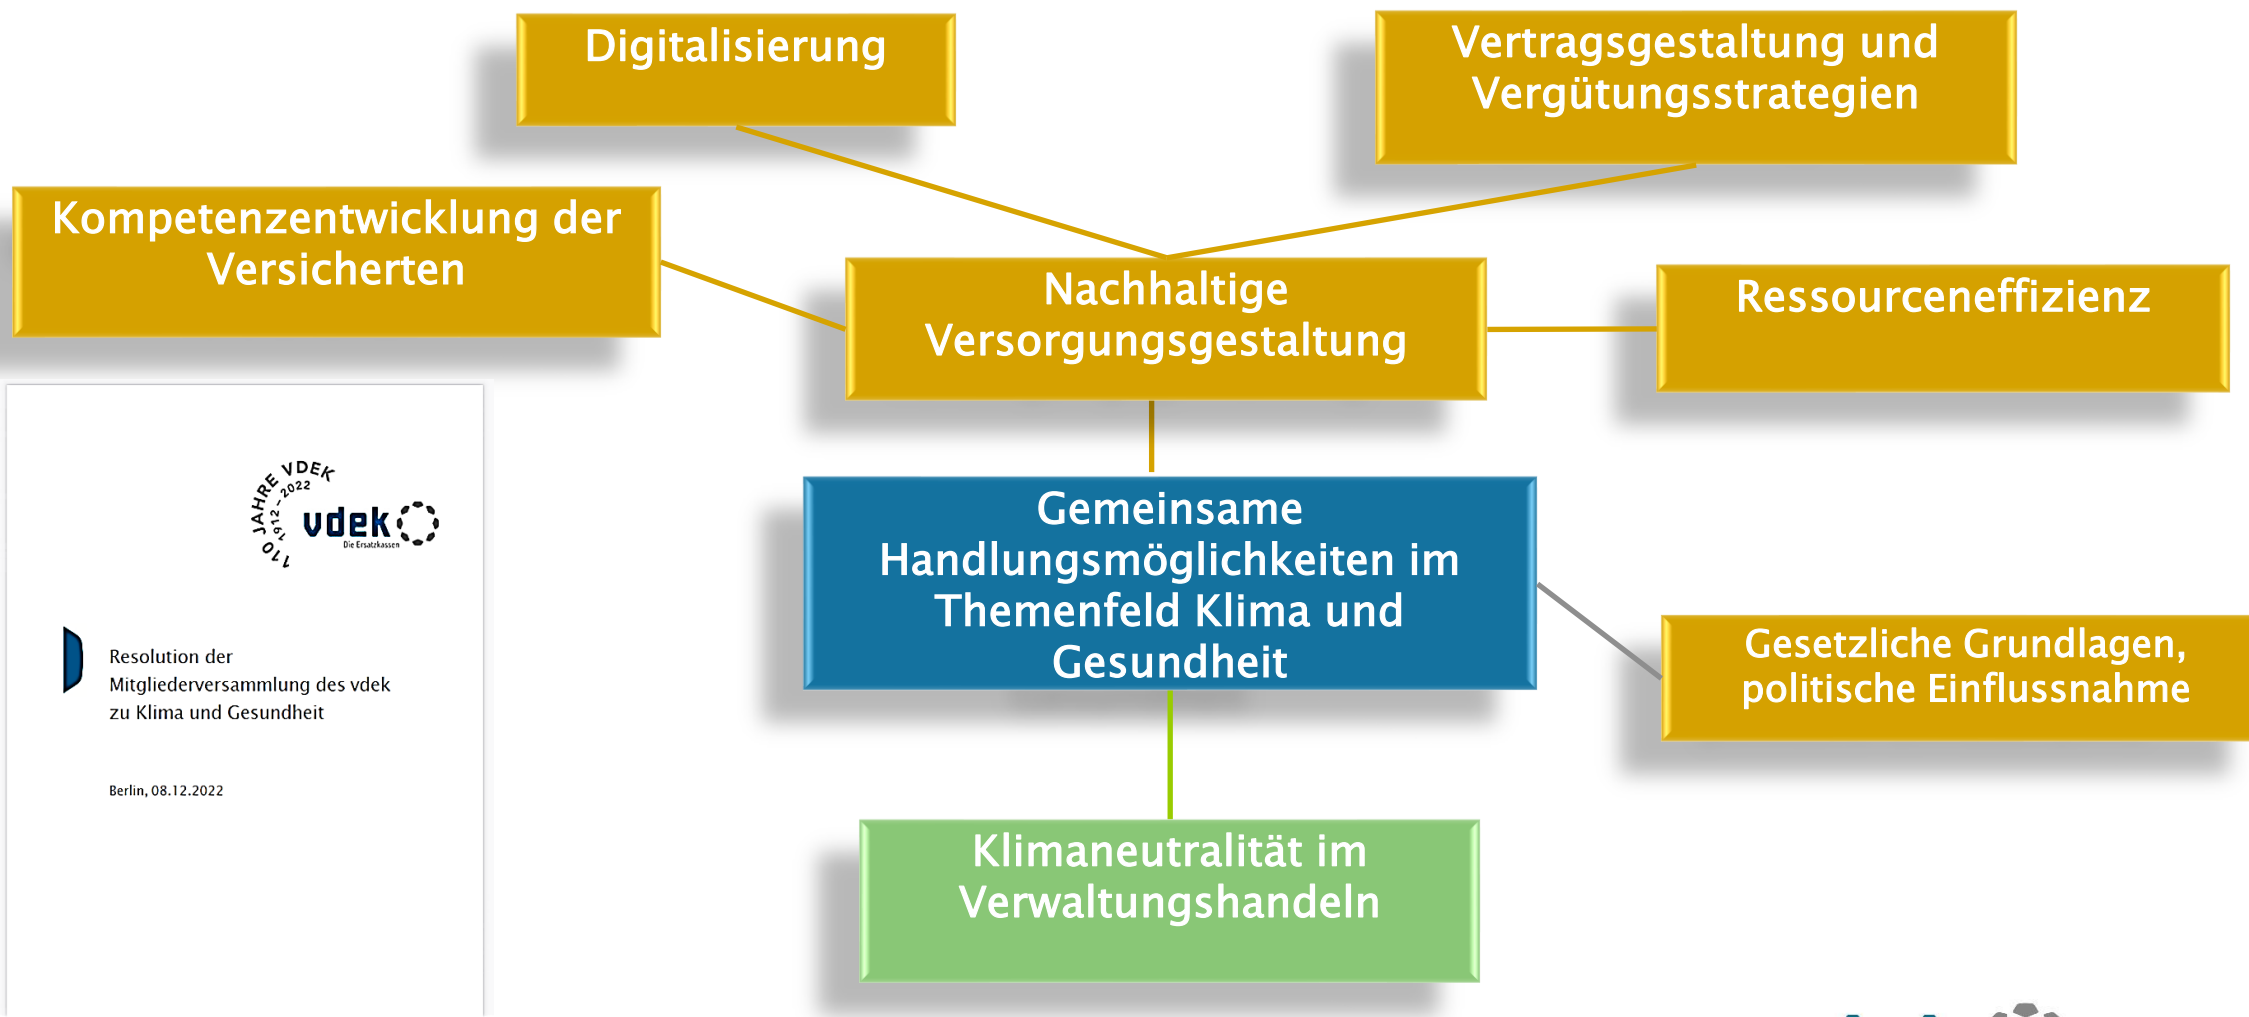 Digitalisierung
Vertragsgestaltung und
Vergütungsstrategien
Kompetenzentwicklung der
Versicherten
Nachhaltige
Versorgungsgestaltung
Ressourceneffizienz
110 JAHRE VDEK
1912–2022
vdek
Die Ersatzkassen
Resolution der
Mitgliederversammlung des vdek
zu Klima und Gesundheit
Berlin, 08.12.2022
Gemeinsame
Handlungsmöglichkeiten im
Themenfeld Klima und
Gesundheit
Gesetzliche Grundlagen,
politische Einflussnahme
Klimaneutralität im
Verwaltungshandeln